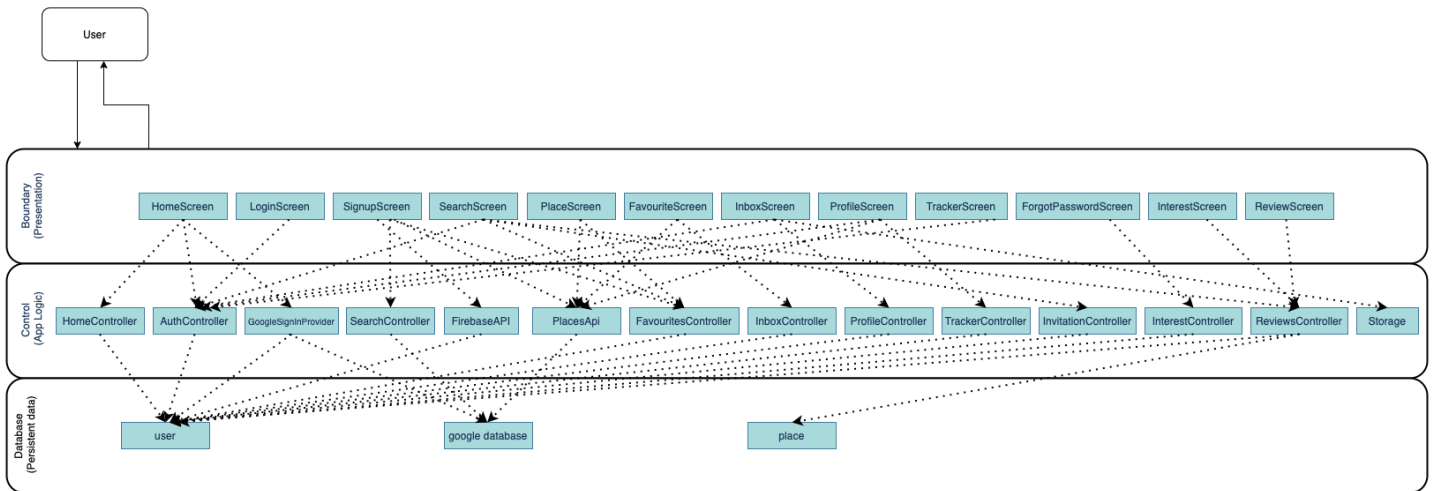 User
Boundary
(Presentation)
HomeScreen
LoginScreen
SignupScreen
SearchScreen
PlaceScreen
FavouriteScreen
InboxScreen
ProfileScreen
TrackerScreen
ForgotPasswordScreen
InterestScreen
ReviewScreen
Control
(App Logic)
HomeController
AuthController
GoogleSignInProvider
SearchController
FirebaseAPI
PlacesApi
FavouritesController
InboxController
ProfileController
TrackerController
InvitationController
InterestController
ReviewsController
Storage
Database
(Persistent data)
user
google database
place